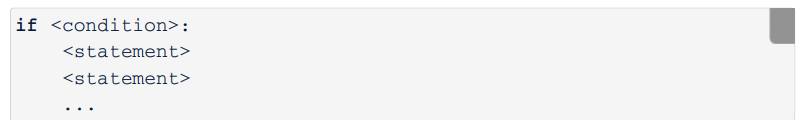 if <condition>:
    <statement>
    <statement>
    ...